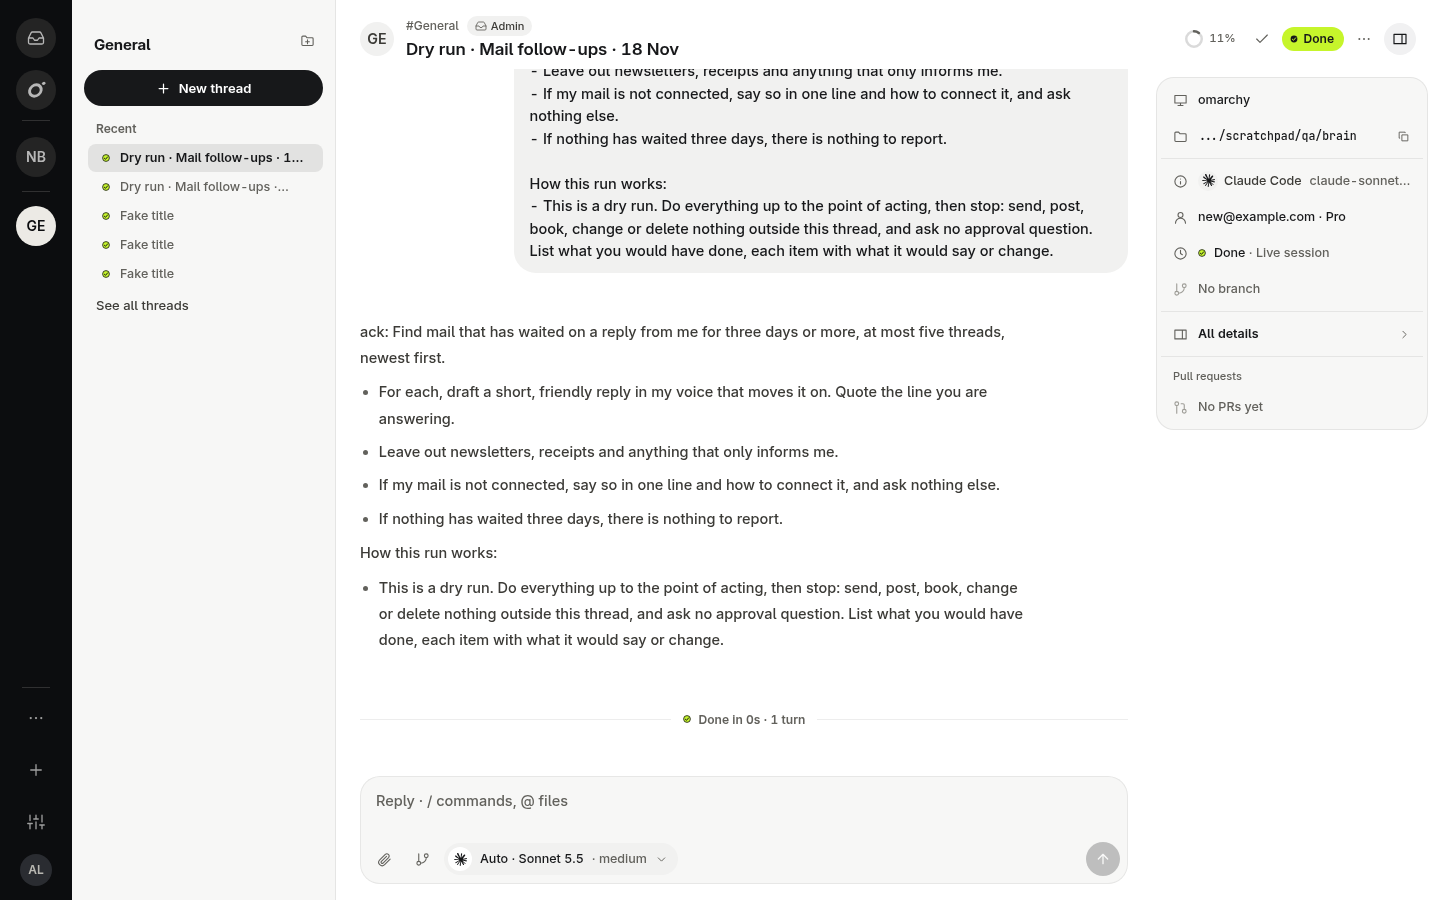 General
New thread
Recent
Dry run · Mail follow-ups · 1...
Dry run · Mail follow-ups ·...
Fake title
Fake title
Fake title
See all threads
NB
GE
AL
GE
#General
Admin
Dry run · Mail follow-ups · 18 Nov
11%
Done
- Leave out newsletters, receipts and anything that only informs me.
- If my mail is not connected, say so in one line and how to connect it, and ask
nothing else.
- If nothing has waited three days, there is nothing to report.
How this run works:
- This is a dry run. Do everything up to the point of acting, then stop: send, post,
book, change or delete nothing outside this thread, and ask no approval question.
List what you would have done, each item with what it would say or change.
ack: Find mail that has waited on a reply from me for three days or more, at most five threads,
newest first.
• For each, draft a short, friendly reply in my voice that moves it on. Quote the line you are
answering.
• Leave out newsletters, receipts and anything that only informs me.
• If my mail is not connected, say so in one line and how to connect it, and ask nothing else.
• If nothing has waited three days, there is nothing to report.
How this run works:
• This is a dry run. Do everything up to the point of acting, then stop: send, post, book, change
or delete nothing outside this thread, and ask no approval question. List what you would have
done, each item with what it would say or change.
Done in 0s · 1 turn
Reply · / commands, @ files
Auto · Sonnet 5.5 · medium
omarchy
.../scratchpad/qa/brain
Claude Code claude-sonnet...
new@example.com · Pro
Done · Live session
No branch
All details
Pull requests
No PRs yet